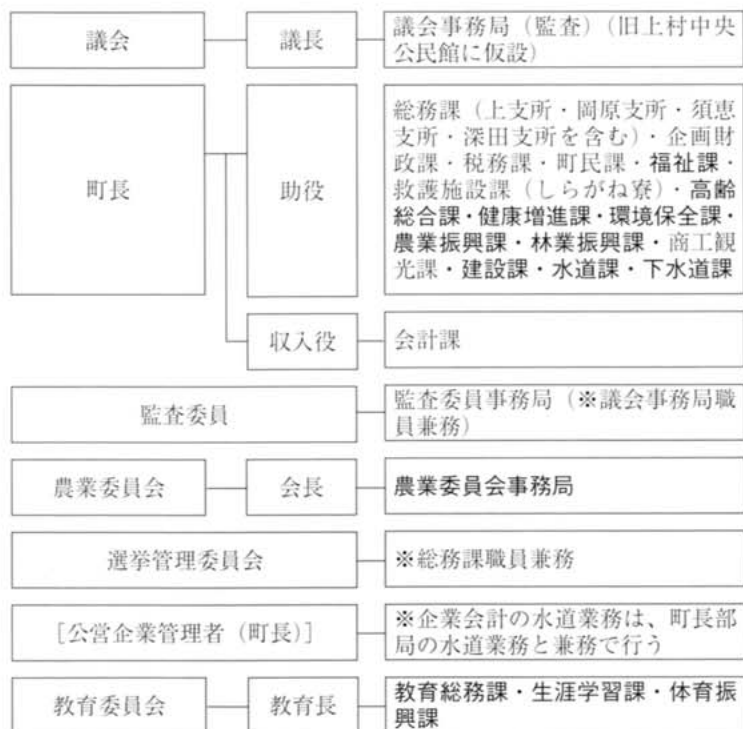 議会
議長
議会事務局（監査）（旧上村中央
公民館に仮設）
町長
助役
総務課（上支所・岡原支所・須恵
支所・深田支所を含む）・企画財
政課・税務課・町民課・福祉課・
救護施設課（しらがね寮）・高齢
総合課・健康増進課・環境保全課・
農業振興課・林業振興課・商工観
光課・建設課・水道課・下水道課
収入役
会計課
監査委員
監査委員事務局（※議会事務局職
員兼務）
農業委員会
会長
農業委員会事務局
選挙管理委員会
※総務課職員兼務
［公営企業管理者（町長）］
※企業会計の水道業務は、町長部
局の水道業務と兼務で行う
教育委員会
教育長
教育総務課・生涯学習課・体育振
興課